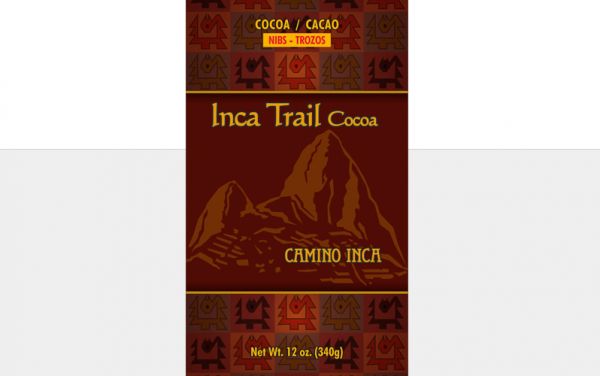 COCOA / CACAO
NIBS - TROZOS
Inca Trail Cocoa
CAMINO INCA
Net Wt. 12 oz. (340g)